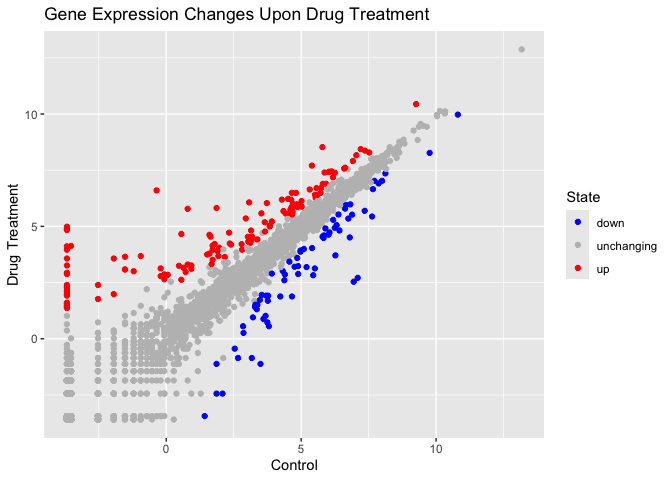 Gene Expression Changes Upon Drug Treatment
10
5
0
Drug Treatment
0
5
10
Control
State
down
unchanging
up